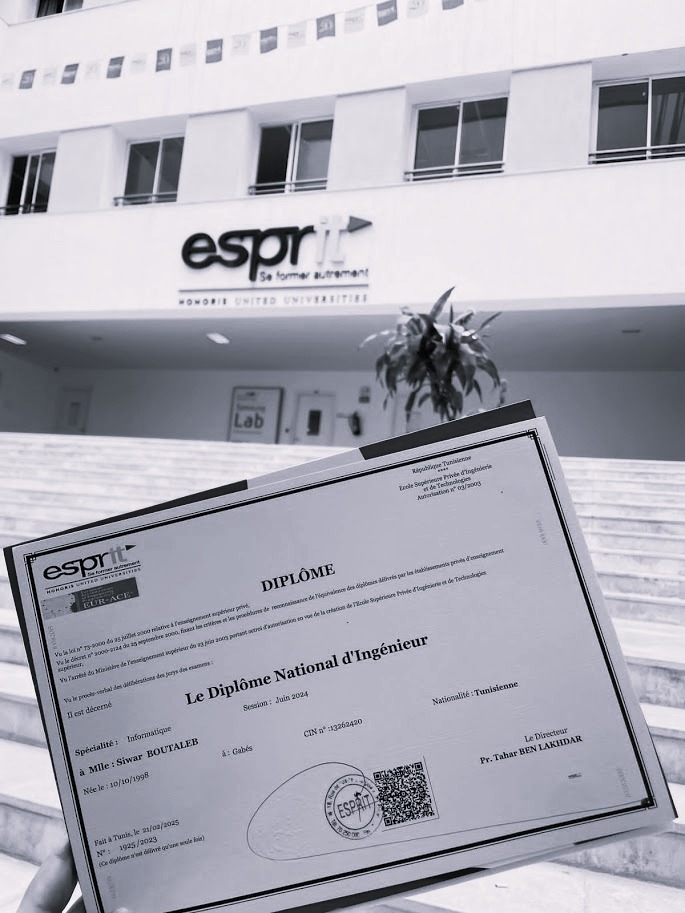 esprit
Se former autrement
HONORIS UNITED UNIVERSITIES
Lab
République Tunisienne
****
Ecole Supérieure Privée d'Ingénierie
et de Technologies
Autorisation n° 03/2003
esprit
Se former autrement
HONORIS UNITED UNIVERSITIES
EUR-ACE
DIPLÔME
Vu la loi n° 73-2000 du 25 juillet 2000 relative à l'enseignement supérieur privé,
Vu le décret n° 2000-2124 du 25 septembre 2000, fixant les critères et les procédures de reconnaissance de l'équivalence des diplômes délivrés par les établissements privés d'enseignement
supérieur,
Vu l'arrêté du Ministère de l'enseignement supérieur du 23 juin 2003 portant octroi d'autorisation en vue de la création de l'Ecole Supérieure Privée d'Ingénierie et de Technologies
Vu le procès-verbal des délibérations des jurys des examens :
Il est décerné
Le Diplôme National d'Ingénieur
Session : Juin 2024
Spécialité : Informatique
Nationalité : Tunisienne
à Mlle : Siwar BOUTALEB
Née le : 10/10/1998
à : Gabés
CIN n° :13262420
Le Directeur
Pr. Tahar BEN LAKHDAR
ESPRIT
Fait à Tunis, le 21/02/2025
N° : 1925 /2023
(Ce diplôme n'est délivré qu'une seule fois)